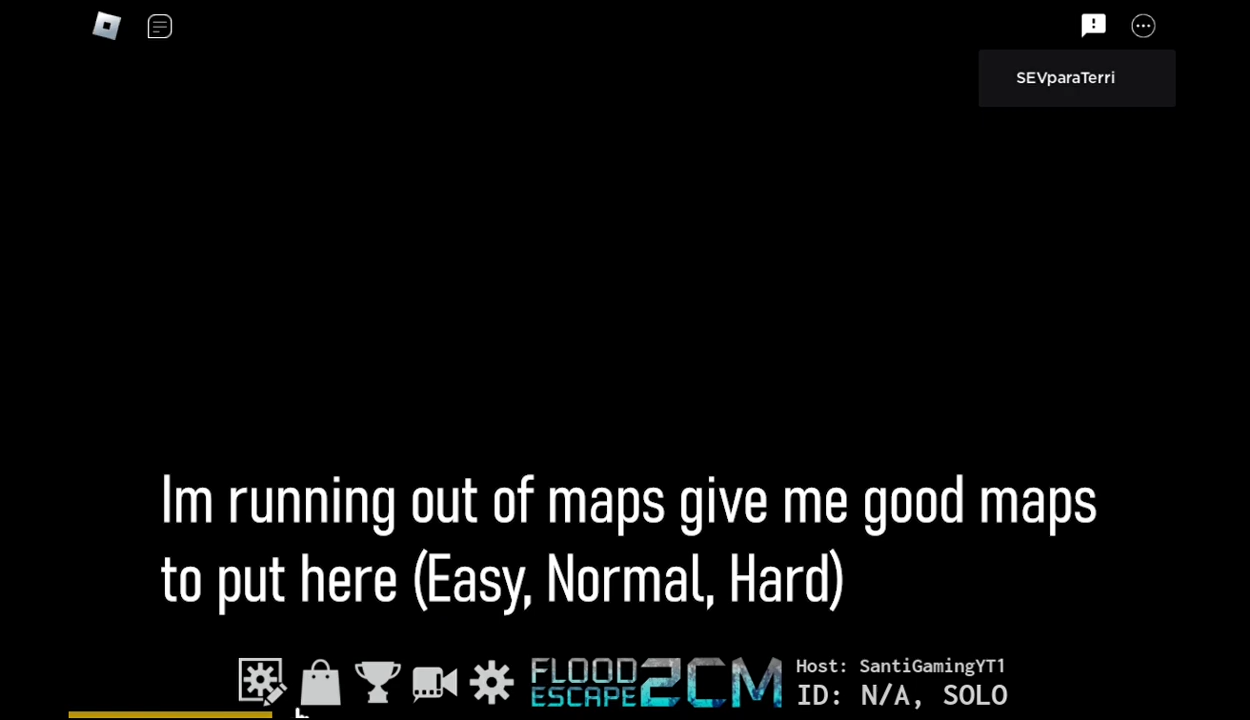 SEVparaTerri
Im running out of maps give me good maps
to put here (Easy, Normal, Hard)
FLOOD
ESCAPE 2CM
Host: SantiGamingYT1
ID: N/A, SOLO